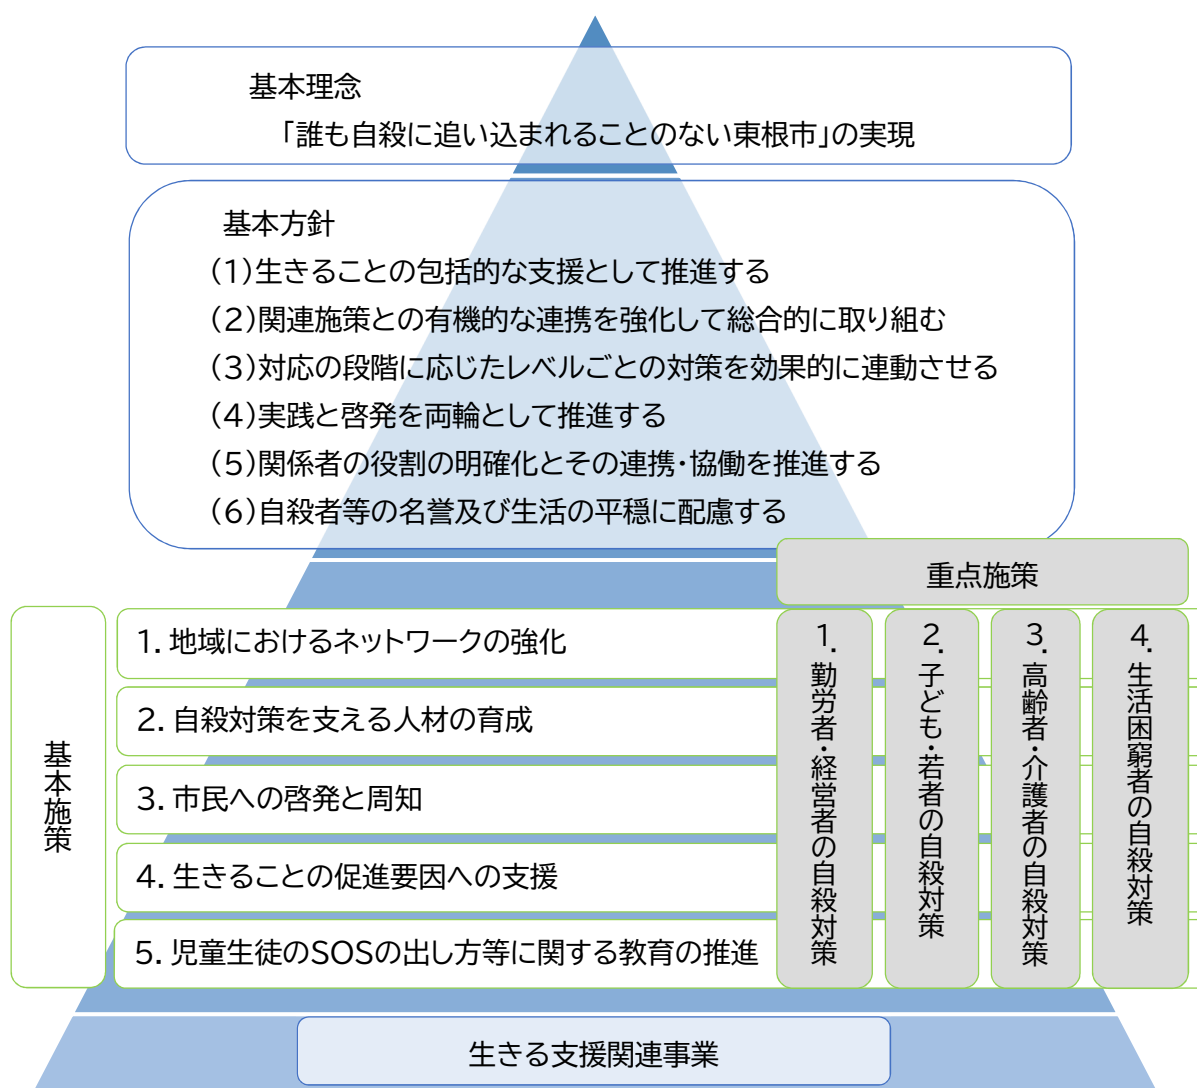 基本理念
「誰も自殺に追い込まれることのない東根市」の実現
基本方針
(1)生きることの包括的な支援として推進する
(2)関連施策との有機的な連携を強化して総合的に取り組む
(3)対応の段階に応じたレベルごとの対策を効果的に連動させる
(4)実践と啓発を両輪として推進する
(5)関係者の役割の明確化とその連携・協働を推進する
(6)自殺者等の名誉及び生活の平穏に配慮する
重点施策
基本施策
1. 地域におけるネットワークの強化
2. 自殺対策を支える人材の育成
3. 市民への啓発と周知
4. 生きることの促進要因への支援
5. 児童生徒のSOSの出し方等に関する教育の推進
1. 勤労者・経営者の自殺対策
2. 子ども・若者の自殺対策
3. 高齢者・介護者の自殺対策
4. 生活困窮者の自殺対策
生きる支援関連事業